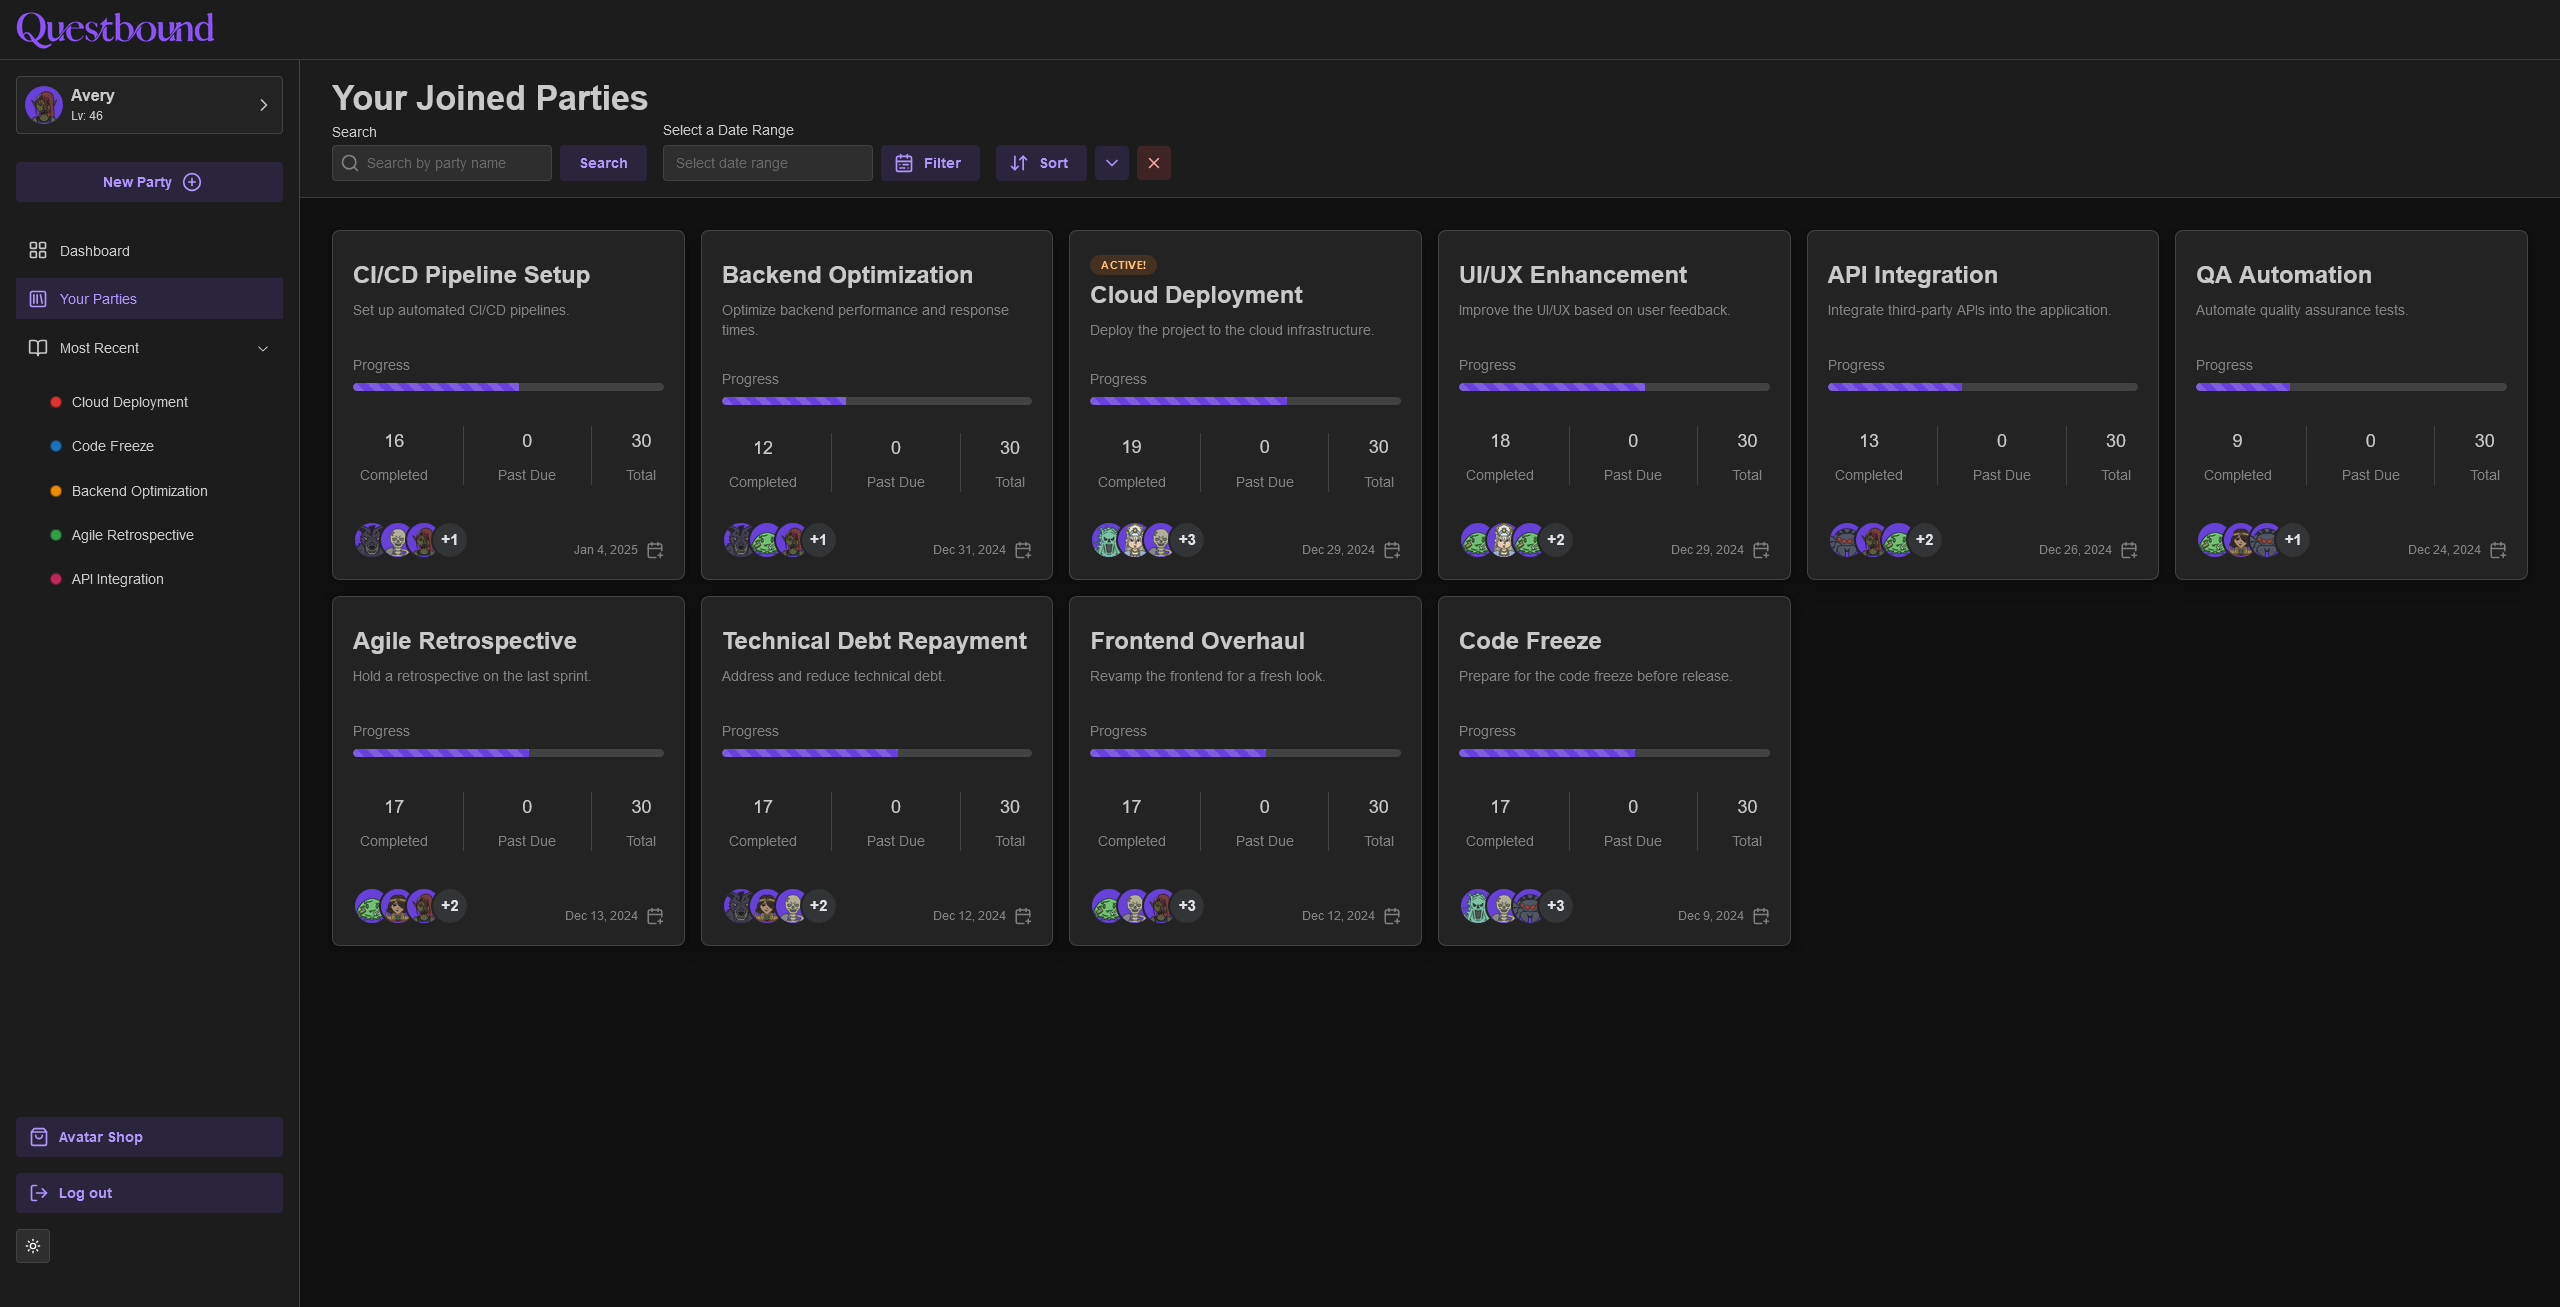 Questbound
Avery
Lv: 46
New Party
Dashboard
Your Parties
Most Recent
Cloud Deployment
Code Freeze
Backend Optimization
Agile Retrospective
API Integration
Avatar Shop
Log out
Your Joined Parties
Search
Select a Date Range
Search by party name
Search
Select date range
Filter
Sort
CI/CD Pipeline Setup
Set up automated CI/CD pipelines.
Progress
16 0 30
Completed Past Due Total
+1
Jan 4, 2025
Backend Optimization
Optimize backend performance and response
times.
Progress
12 0 30
Completed Past Due Total
+1
Dec 31, 2024
ACTIVE!
Cloud Deployment
Deploy the project to the cloud infrastructure.
Progress
19 0 30
Completed Past Due Total
+3
Dec 29, 2024
UI/UX Enhancement
Improve the UI/UX based on user feedback.
Progress
18 0 30
Completed Past Due Total
+2
Dec 29, 2024
API Integration
Integrate third-party APIs into the application.
Progress
13 0 30
Completed Past Due Total
+2
Dec 26, 2024
QA Automation
Automate quality assurance tests.
Progress
9 0 30
Completed Past Due Total
+1
Dec 24, 2024
Agile Retrospective
Hold a retrospective on the last sprint.
Progress
17 0 30
Completed Past Due Total
+2
Dec 13, 2024
Technical Debt Repayment
Address and reduce technical debt.
Progress
17 0 30
Completed Past Due Total
+2
Dec 12, 2024
Frontend Overhaul
Revamp the frontend for a fresh look.
Progress
17 0 30
Completed Past Due Total
+3
Dec 12, 2024
Code Freeze
Prepare for the code freeze before release.
Progress
17 0 30
Completed Past Due Total
+3
Dec 9, 2024